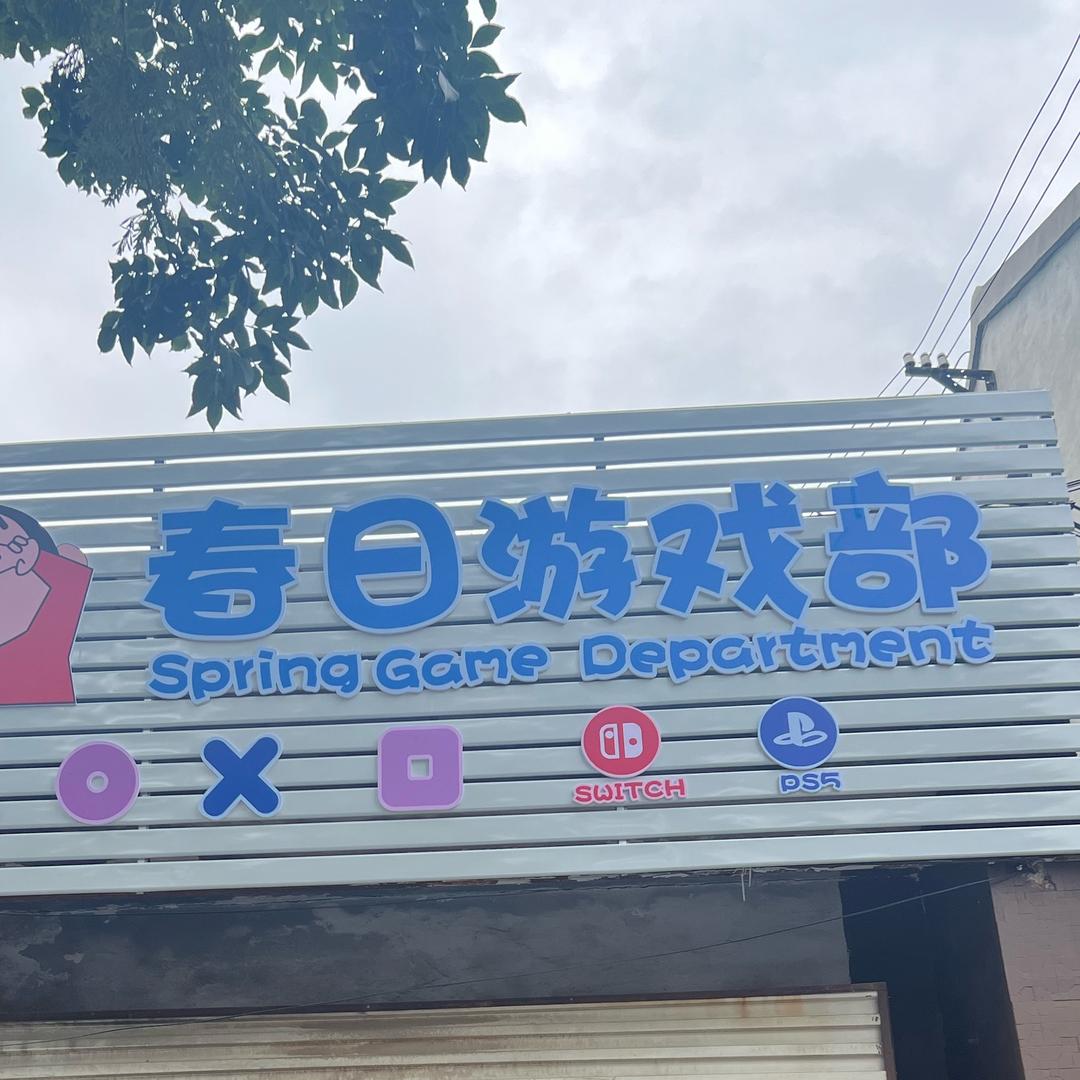 春日游戏部
Spring Game Department
SWITCH
PS5